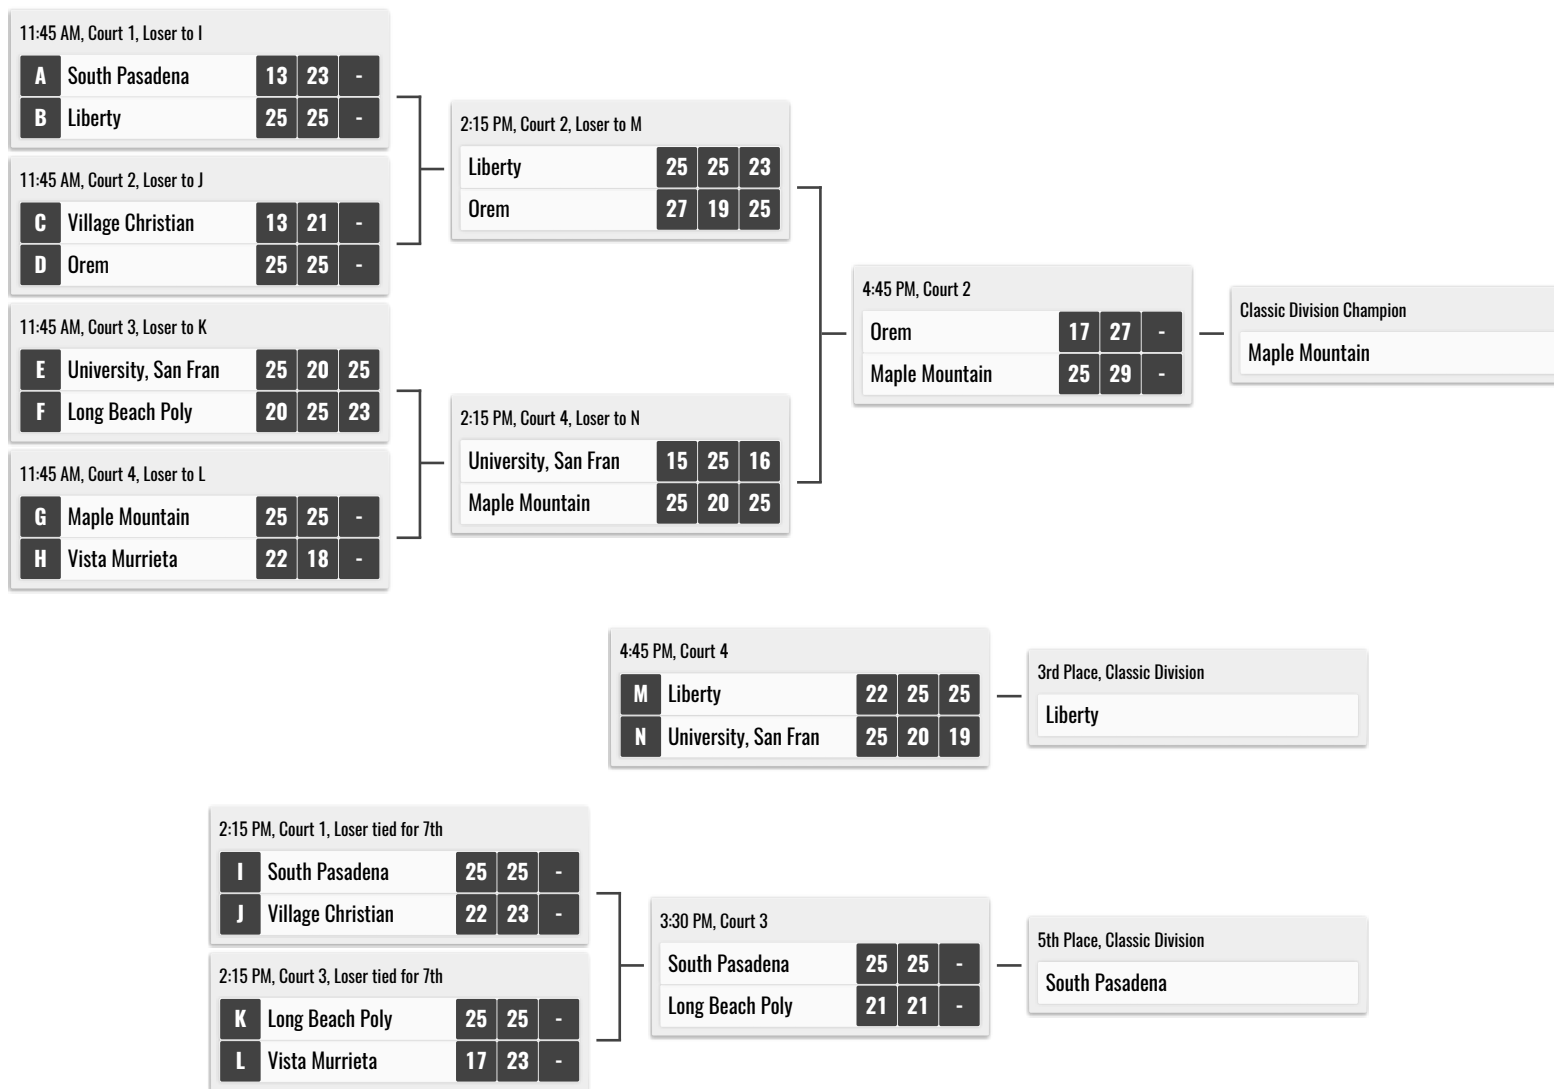 11:45 AM, Court 1, Loser to I
A South Pasadena 13 23 -
B Liberty 25 25 -
11:45 AM, Court 2, Loser to J
C Village Christian 13 21 -
D Orem 25 25 -
11:45 AM, Court 3, Loser to K
E University, San Fran 25 20 25
F Long Beach Poly 20 25 23
11:45 AM, Court 4, Loser to L
G Maple Mountain 25 25 -
H Vista Murrieta 22 18 -
2:15 PM, Court 2, Loser to M
Liberty 25 25 23
Orem 27 19 25
2:15 PM, Court 4, Loser to N
University, San Fran 15 25 16
Maple Mountain 25 20 25
4:45 PM, Court 2
Orem 17 27 -
Maple Mountain 25 29 -
Classic Division Champion
Maple Mountain
4:45 PM, Court 4
M Liberty 22 25 25
N University, San Fran 25 20 19
3rd Place, Classic Division
Liberty
2:15 PM, Court 1, Loser tied for 7th
I South Pasadena 25 25 -
J Village Christian 22 23 -
2:15 PM, Court 3, Loser tied for 7th
K Long Beach Poly 25 25 -
L Vista Murrieta 17 23 -
3:30 PM, Court 3
South Pasadena 25 25 -
Long Beach Poly 21 21 -
5th Place, Classic Division
South Pasadena